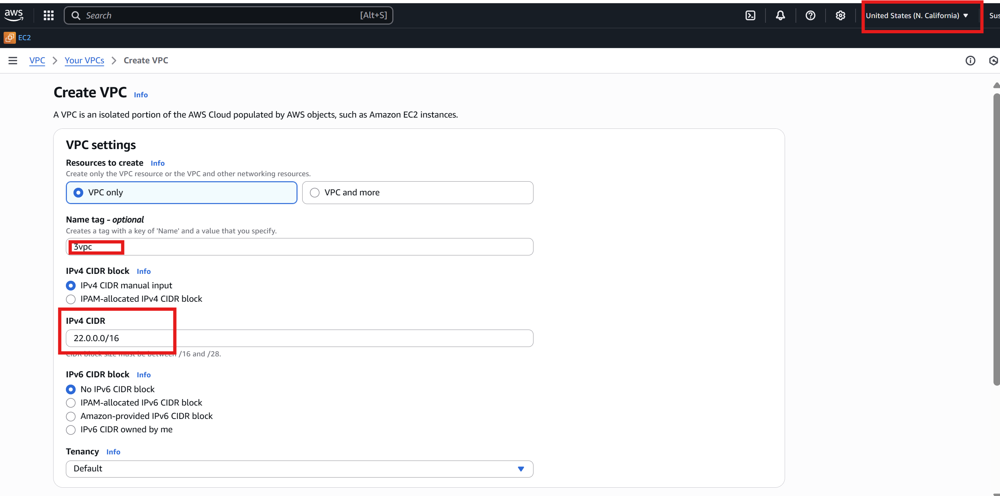 aws
Search [Alt+S]
United States (N. California)
EC2
VPC > Your VPCs > Create VPC
Create VPC Info
A VPC is an isolated portion of the AWS Cloud populated by AWS objects, such as Amazon EC2 instances.
VPC settings
Resources to create Info
Create only the VPC resource or the VPC and other networking resources.
VPC only
VPC and more
Name tag - optional
Creates a tag with a key of 'Name' and a value that you specify.
3vpc
IPv4 CIDR block Info
IPv4 CIDR manual input
IPAM-allocated IPv4 CIDR block
IPv4 CIDR
22.0.0.0/16
CIDR block size must be between /16 and /28.
IPv6 CIDR block Info
No IPv6 CIDR block
IPAM-allocated IPv6 CIDR block
Amazon-provided IPv6 CIDR block
IPv6 CIDR owned by me
Tenancy Info
Default